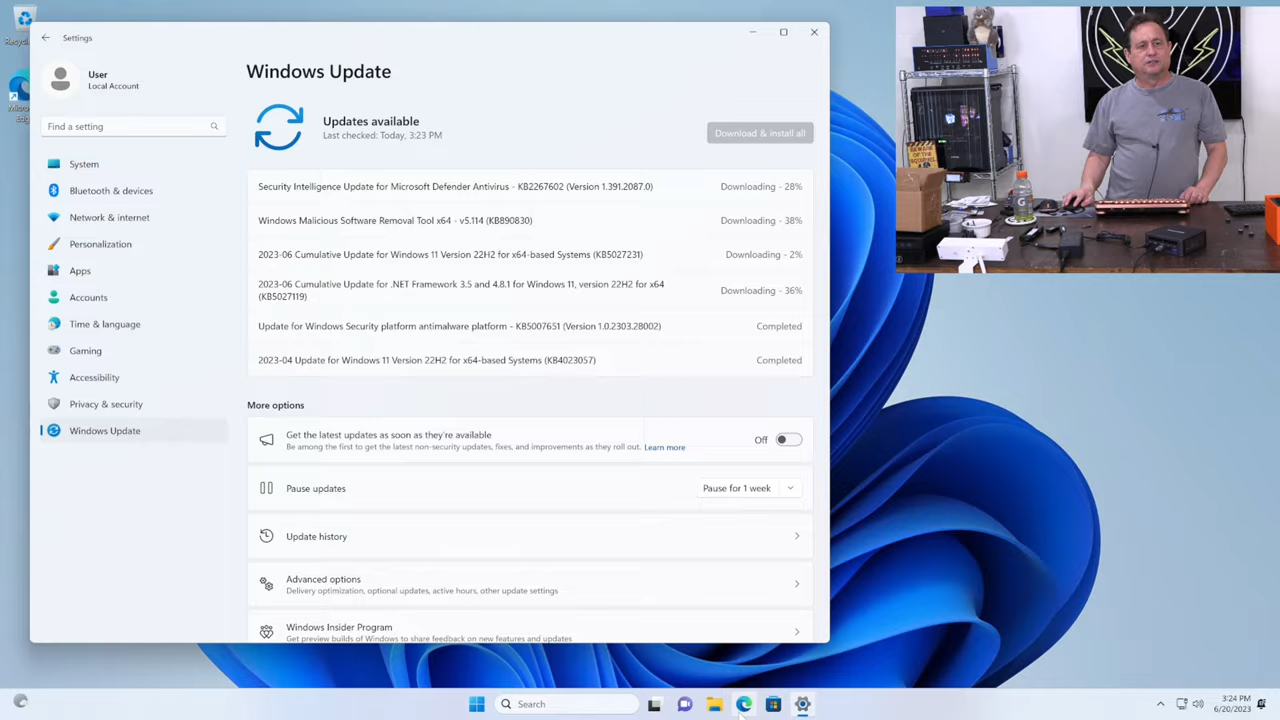 Settings
User
Local Account
Find a setting
System
Bluetooth & devices
Network & internet
Personalization
Apps
Accounts
Time & language
Gaming
Accessibility
Privacy & security
Windows Update
Windows Update
Updates available
Last checked: Today, 3:23 PM
Download & install all
Security Intelligence Update for Microsoft Defender Antivirus - KB2267602 (Version 1.391.2087.0)
Downloading - 28%
Windows Malicious Software Removal Tool x64 - v5.114 (KB890830)
Downloading - 38%
2023-06 Cumulative Update for Windows 11 Version 22H2 for x64-based Systems (KB5027231)
Downloading - 2%
2023-06 Cumulative Update for .NET Framework 3.5 and 4.8.1 for Windows 11, version 22H2 for x64
(KB5027119)
Downloading - 36%
Update for Windows Security platform antimalware platform - KB5007651 (Version 1.0.2303.28002)
Completed
2023-04 Update for Windows 11 Version 22H2 for x64-based Systems (KB4023057)
Completed
More options
Get the latest updates as soon as they're available
Be among the first to get the latest non-security updates, fixes, and improvements as they roll out. Learn more
Off
Pause updates
Pause for 1 week
Update history
Advanced options
Delivery optimization, optional updates, active hours, other update settings
Windows Insider Program
Get preview builds of Windows to share feedback on new features and updates
BEWARE
OF THE
G
Search
3:24 PM
6/20/2023